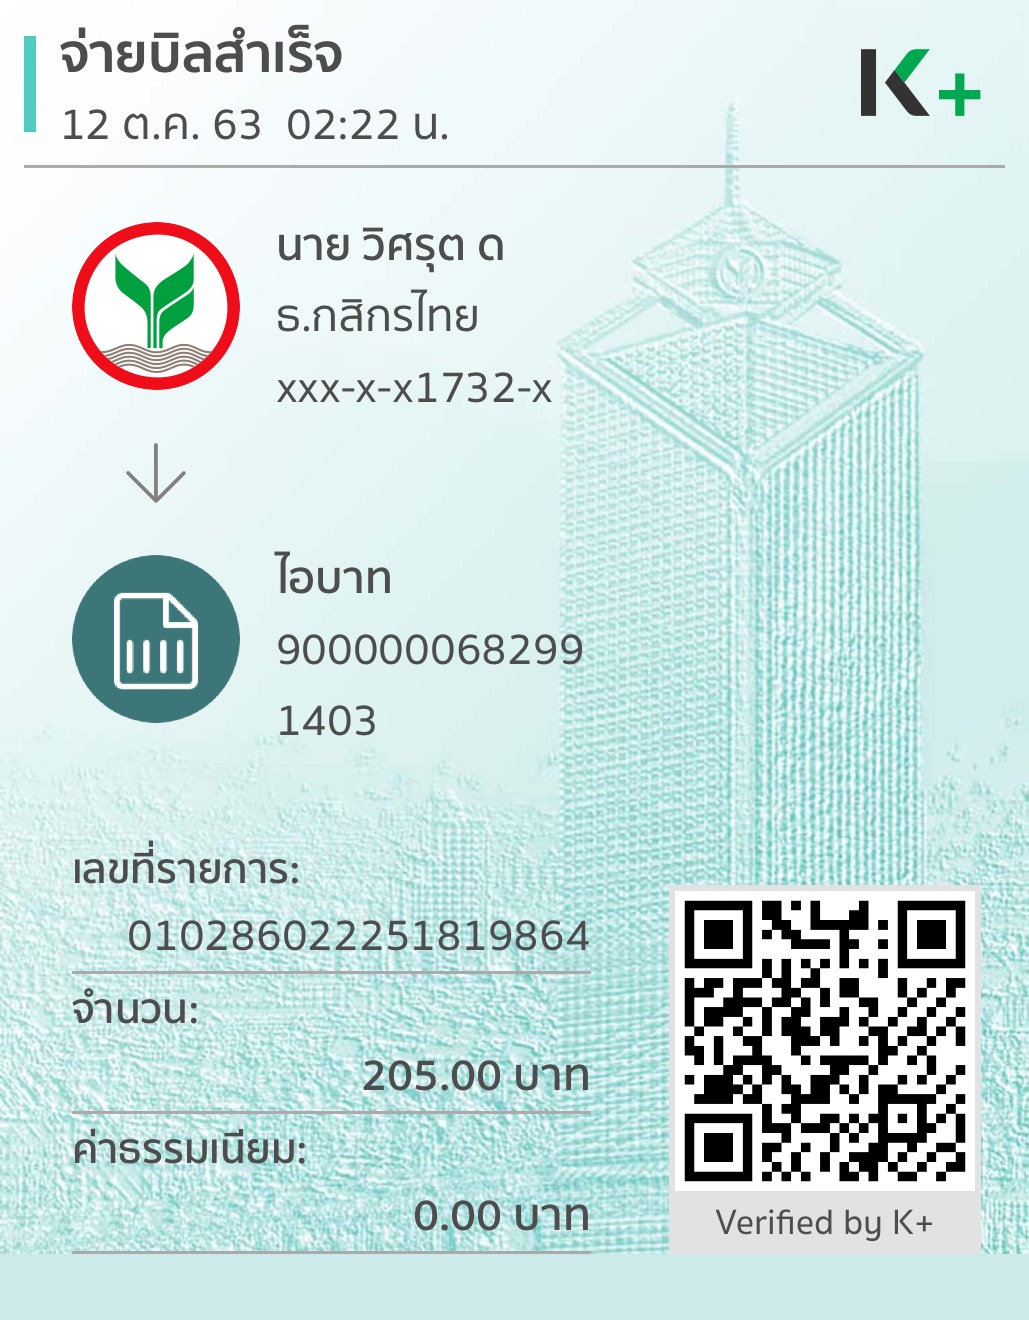 จ่ายบิลสำเร็จ
12 ต.ค. 63 02:22 น.
K+
นาย วิศรุต ด
ธ.กสิกรไทย
xxx-x-x1732-x
ไอบาท
900000068299
1403
เลขที่รายการ:
010286022251819864
จำนวน:
205.00 บาท
ค่าธรรมเนียม:
0.00 บาท
Verified by K+